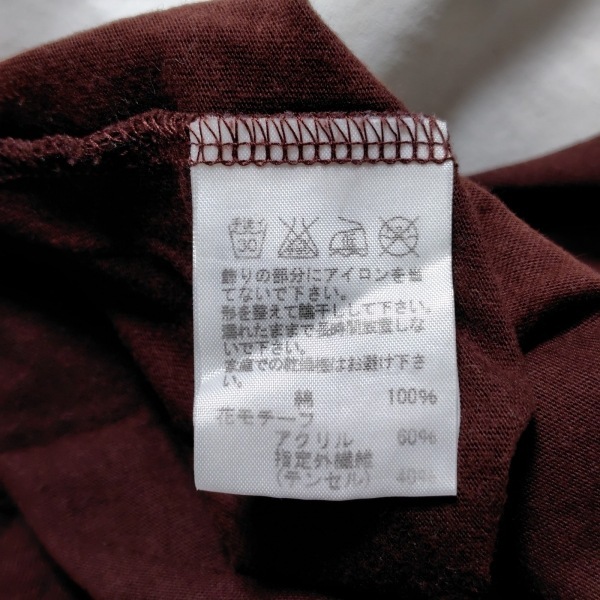 手洗イ
30
飾りの部分にアイロンを当
てないで下さい。
形を整えて陰干しして下さい。
濡れたままで長時間放置しな
いで下さい。
家庭での乾燥機はお避け下さ
い。
綿 100%
花モチーフ
アクリル 60%
指定外繊維
(テンセル) 40%